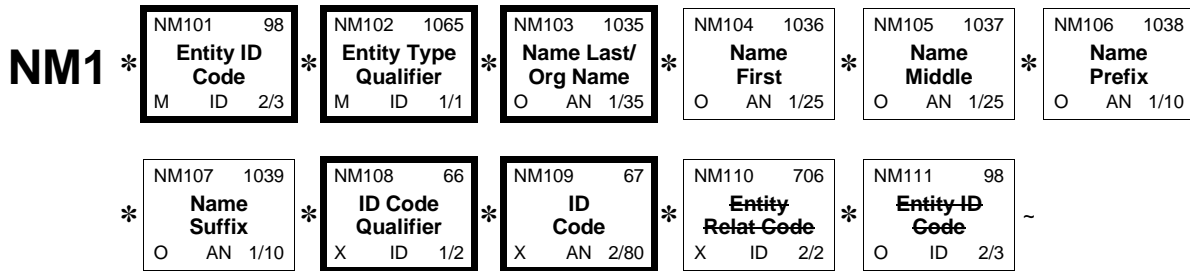 NM1 * NM101 98 * NM102 1065 * NM103 1035 * NM104 1036 * NM105 1037 * NM106 1038
Entity ID Entity Type Name Last/ Name Name Name
Code Qualifier Org Name First Middle Prefix
M ID 2/3 M ID 1/1 O AN 1/35 O AN 1/25 O AN 1/25 O AN 1/10
* NM107 1039 * NM108 66 * NM109 67 * NM110 706 * NM111 98 ~
Name ID Code ID Entity Entity ID
Suffix Qualifier Code Relat Code Code
O AN 1/10 X ID 1/2 X AN 2/80 X ID 2/2 O ID 2/3